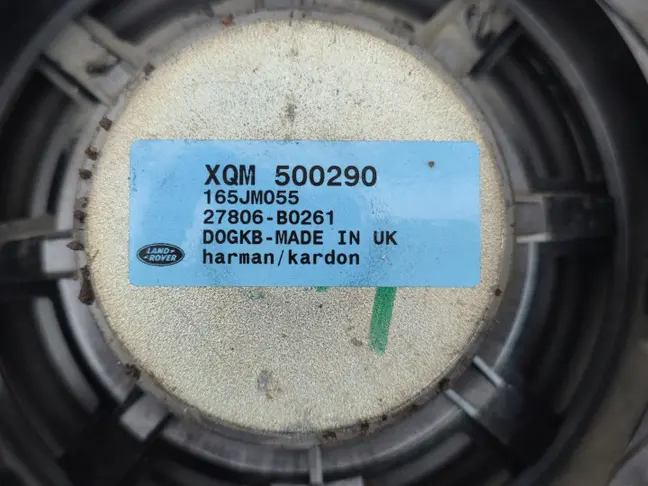 XQM 500290
165JM055
27806-B0261
DOGKB-MADE IN UK
LAND
ROVER
harman/kardon